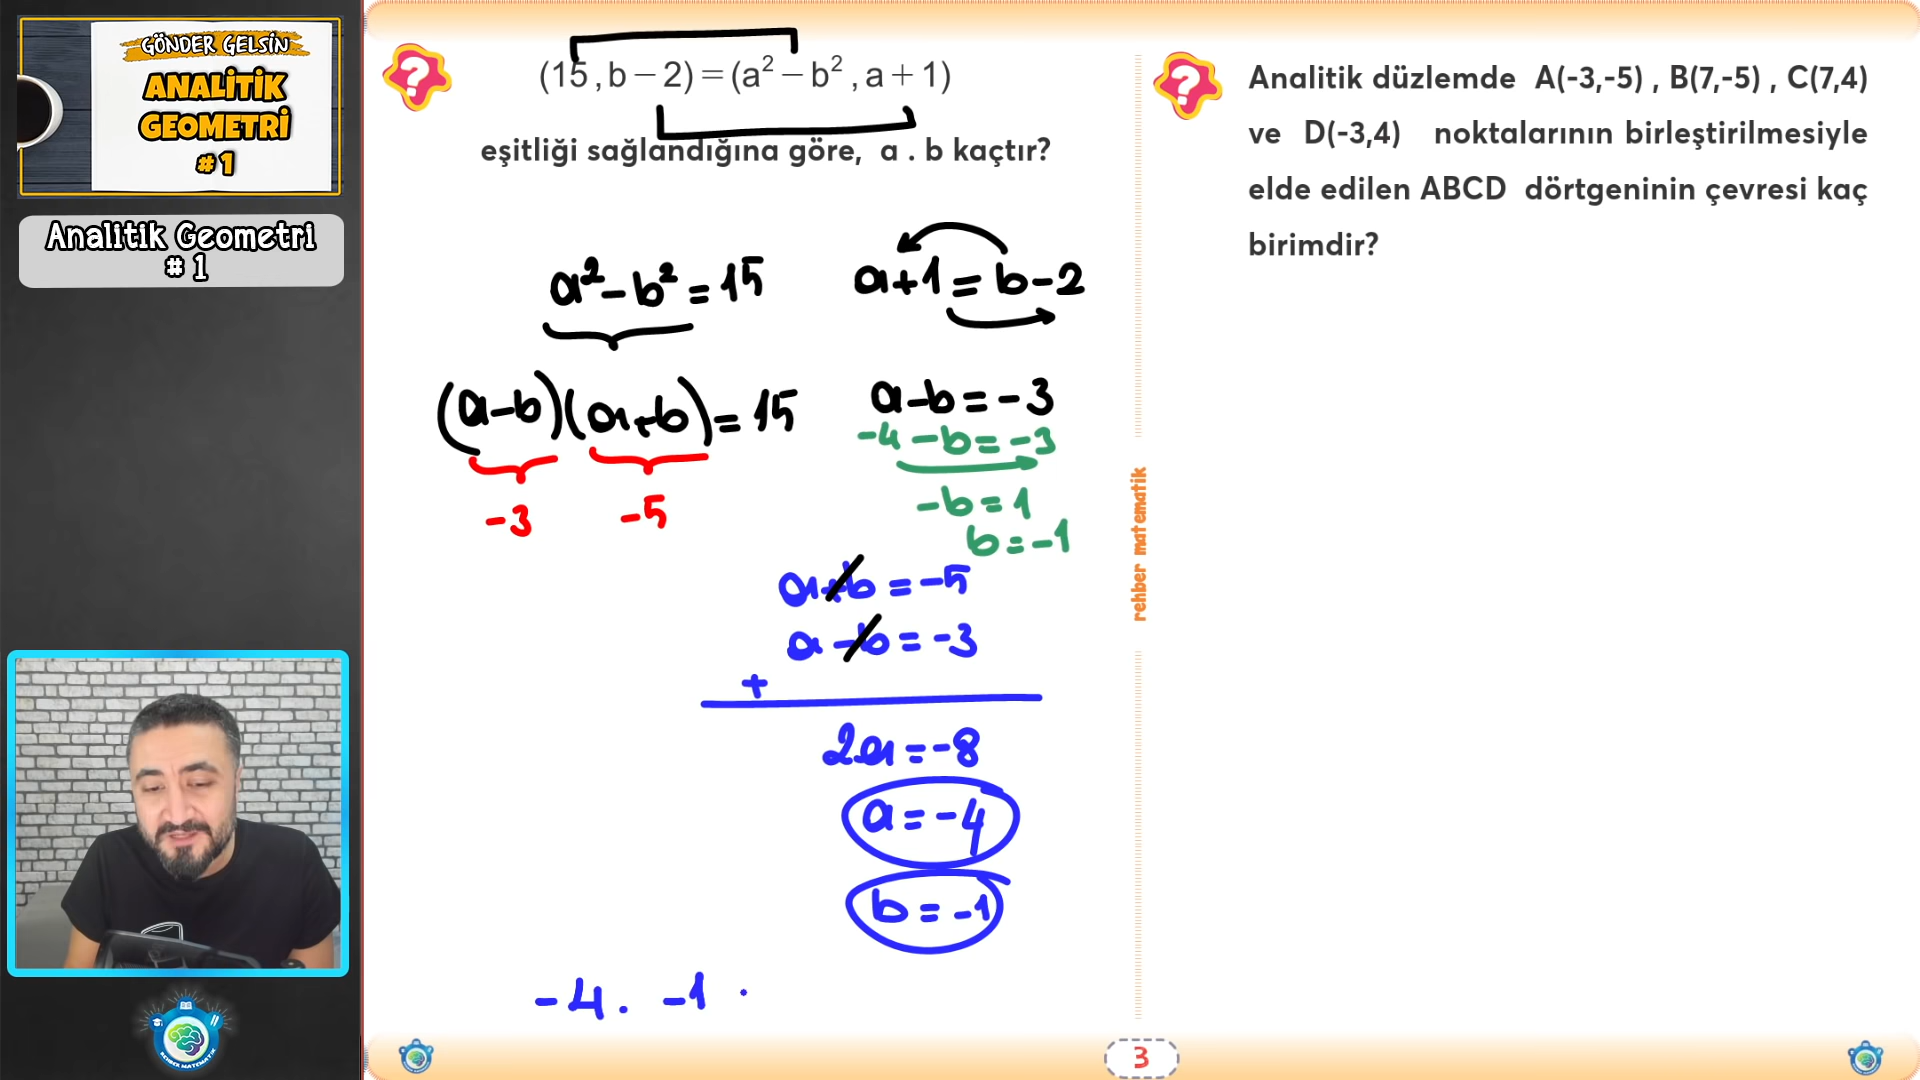 GÖNDER GELSİN
ANALİTİK
GEOMETRİ
#1
Analitik Geometri
#1
(15,b−2)=(a²−b²,a+1)
eşitliği sağlandığına göre, a . b kaçtır?
a²-b²=15
a+1=b-2
(a-b)(a+b)=15
-3 -5
a-b=-3
-4-b=-3
-b=1
b=-1
a+b=-5
a-b=-3
+
2a=-8
a=-4
b=-1
-4. -1
rehber matematik
Analitik düzlemde A(-3,-5) , B(7,-5) , C(7,4)
ve D(-3,4) noktalarının birleştirilmesiyle
elde edilen ABCD dörtgeninin çevresi kaç
birimdir?
REHBER MATEMATİK
3